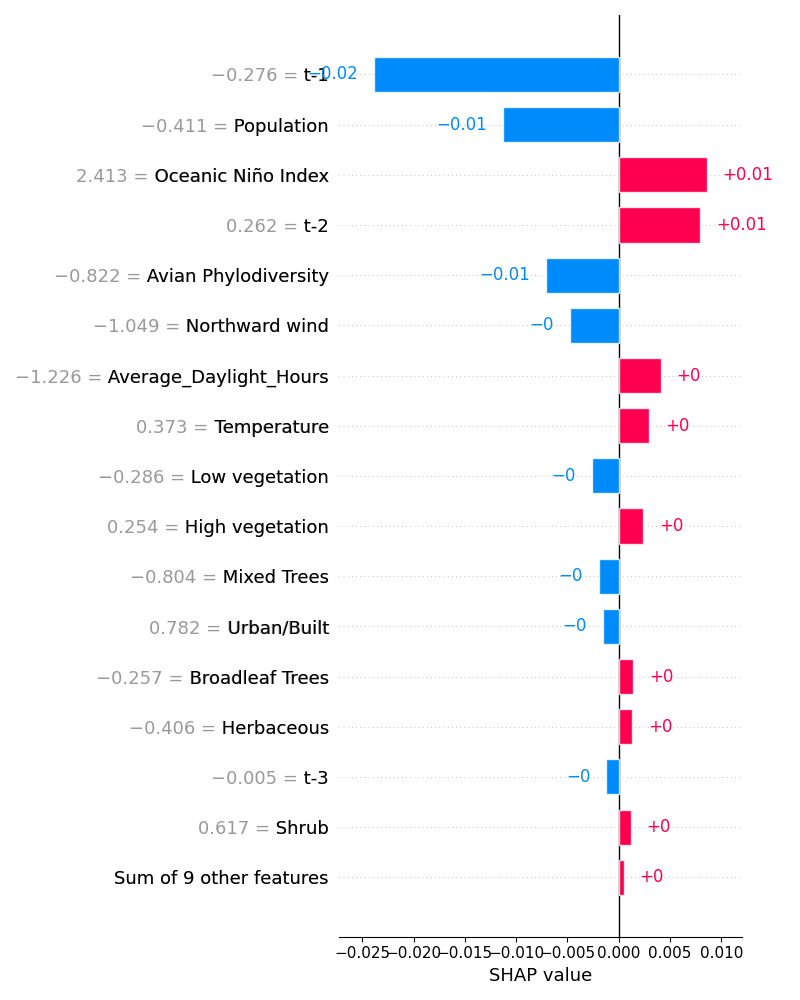 −0.276 = t-1 −0.02
−0.411 = Population −0.01
2.413 = Oceanic Niño Index +0.01
0.262 = t-2 +0.01
−0.822 = Avian Phylodiversity −0.01
−1.049 = Northward wind −0
−1.226 = Average_Daylight_Hours +0
0.373 = Temperature +0
−0.286 = Low vegetation −0
0.254 = High vegetation +0
−0.804 = Mixed Trees −0
0.782 = Urban/Built −0
−0.257 = Broadleaf Trees +0
−0.406 = Herbaceous +0
−0.005 = t-3 −0
0.617 = Shrub +0
Sum of 9 other features +0
−0.025 −0.020 −0.015 −0.010 −0.005 0.000 0.005 0.010
SHAP value